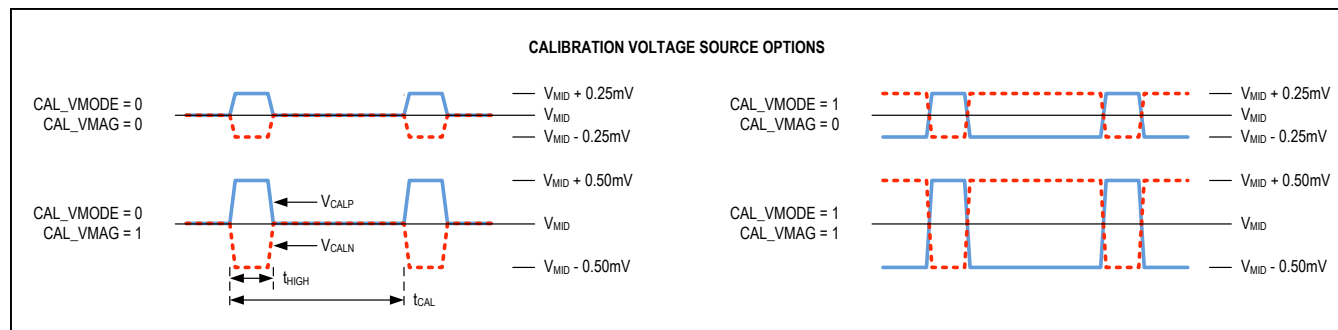 CALIBRATION VOLTAGE SOURCE OPTIONS
CAL_VMODE = 0
CAL_VMAG = 0
VMID + 0.25mV
VMID
VMID - 0.25mV
CAL_VMODE = 1
CAL_VMAG = 0
VMID + 0.25mV
VMID
VMID - 0.25mV
CAL_VMODE = 0
CAL_VMAG = 1
VCALP
VCALN
tHIGH
tCAL
VMID + 0.50mV
VMID
VMID - 0.50mV
CAL_VMODE = 1
CAL_VMAG = 1
VMID + 0.50mV
VMID
VMID - 0.50mV